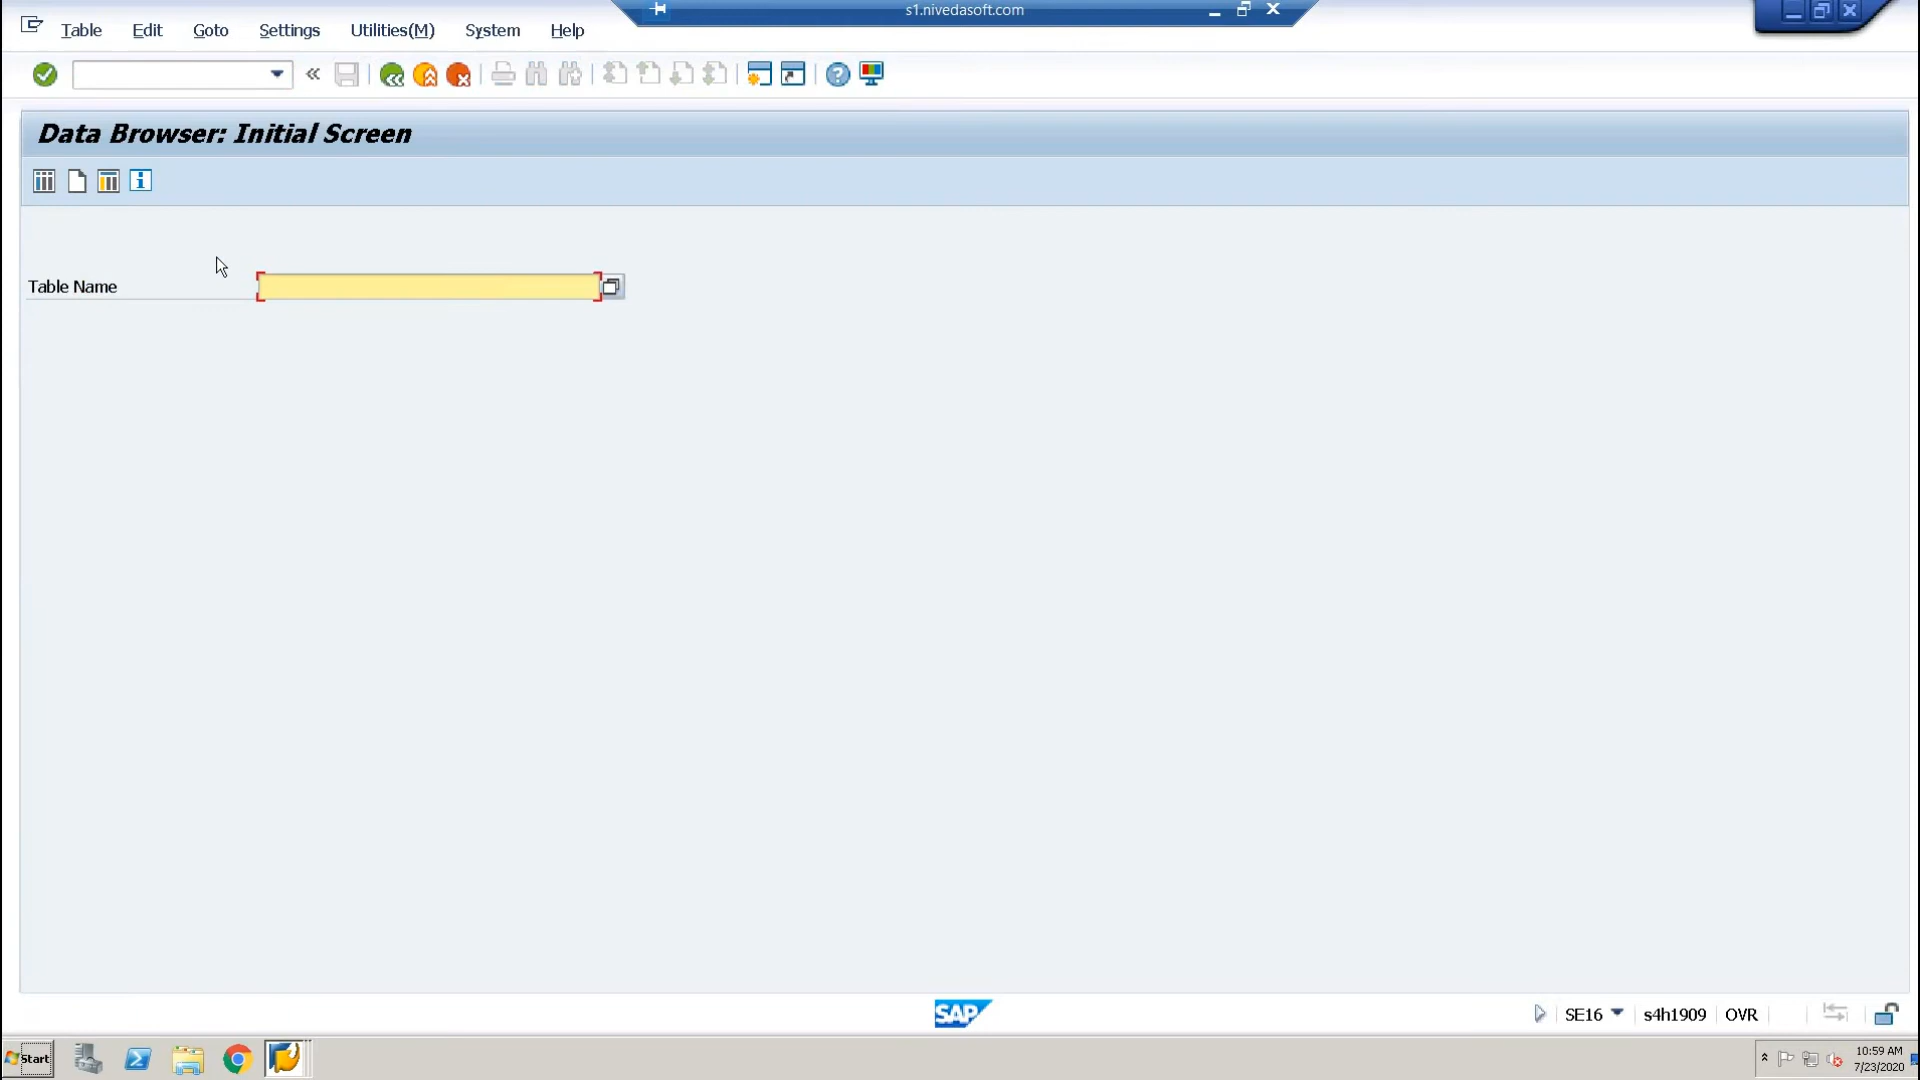 s1.nivedasoft.com
Table Edit Goto Settings Utilities(M) System Help
Data Browser: Initial Screen
Table Name
SAP
SE16 s4h1909 OVR
Start
10:59 AM
7/23/2020